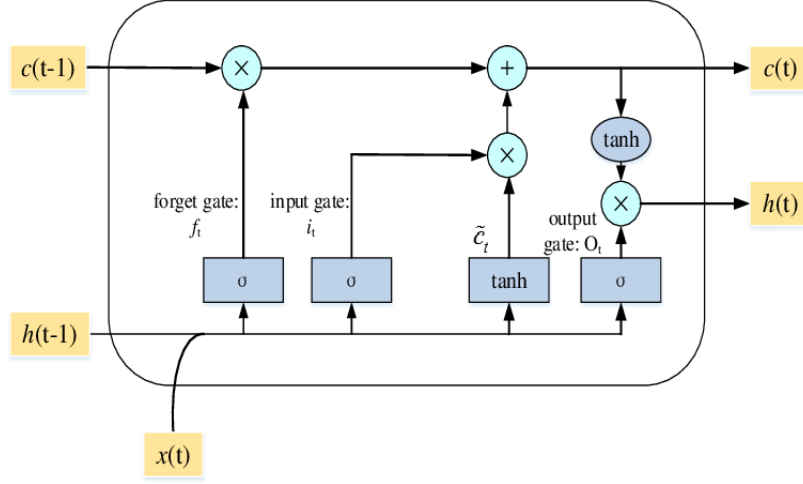 c(t-1)
×
+
c(t)
tanh
×
forget gate:
f_t
input gate:
i_t
c̃_t
output
gate: O_t
×
h(t)
σ
σ
tanh
σ
h(t-1)
x(t)